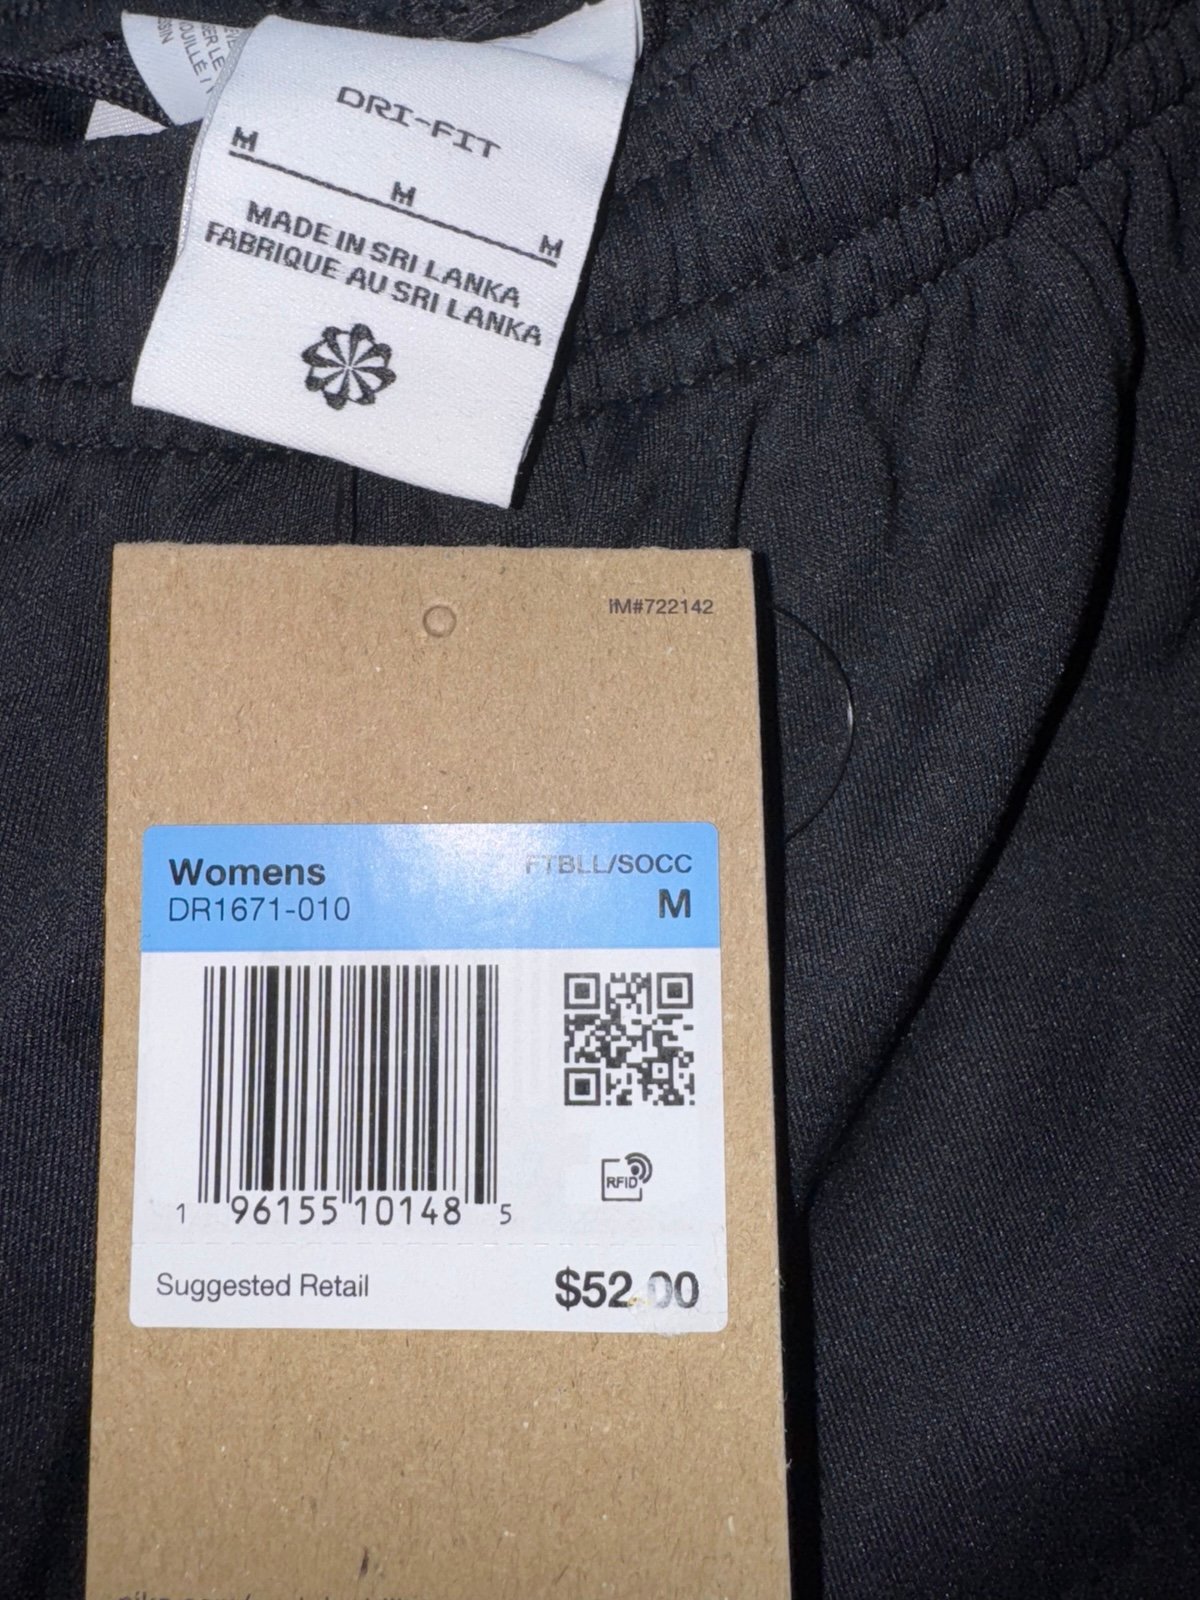 DRI-FIT
M
M
M
MADE IN SRI LANKA
FABRIQUE AU SRI LANKA
IM#722142
Womens
FTBLL/SOCC
DR1671-010
M
1 96155 10148 5
RFID
Suggested Retail
$52.00